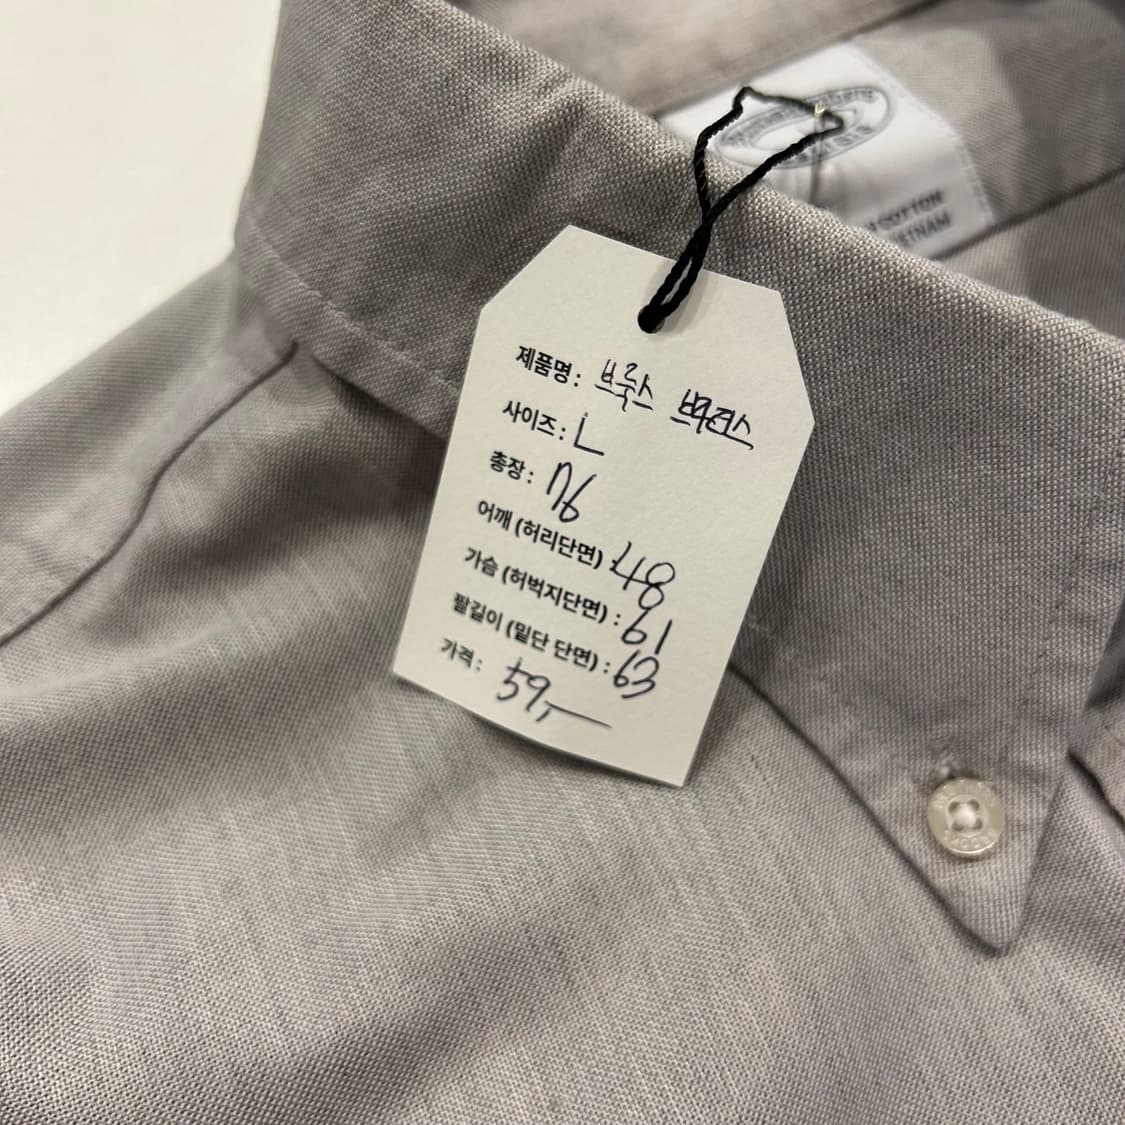 COTTON
제품명: 브룩스 브라더스
사이즈: L
총장: 76
어깨 (허리단면) 48
가슴 (허벅지단면) : 61
팔길이 (밑단 단면) : 63
가격: 59,—